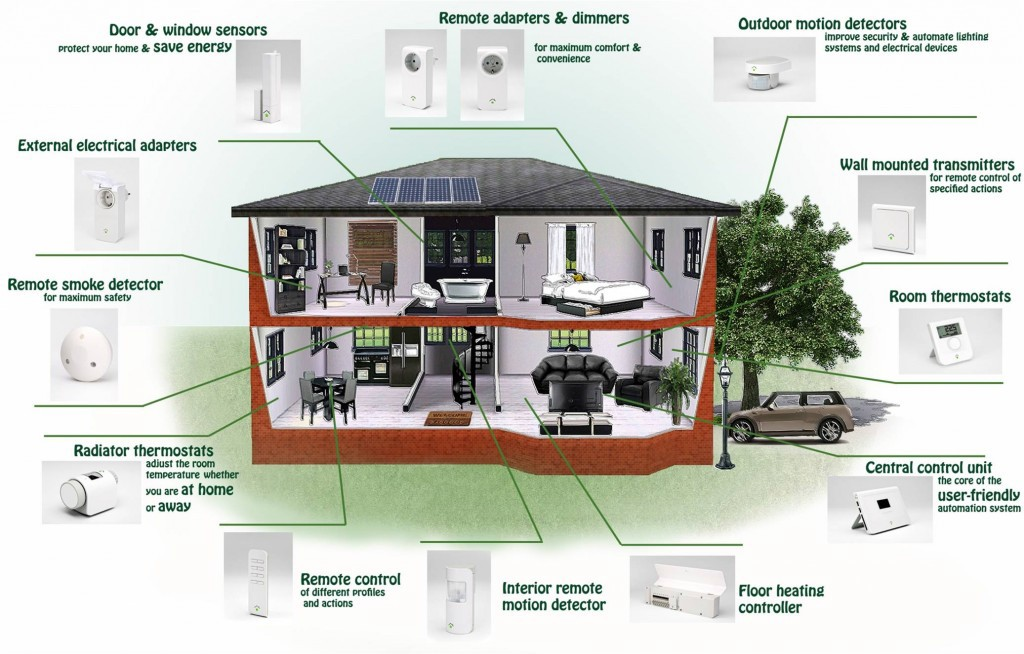 Door & window sensors
protect your home & save energy
Remote adapters & dimmers
for maximum comfort &
convenience
Outdoor motion detectors
improve security & automate lighting
systems and electrical devices
External electrical adapters
Wall mounted transmitters
for remote control of
specified actions
Remote smoke detector
for maximum safety
Room thermostats
WELCOME
Radiator thermostats
adjust the room
temperature whether
you are at home
or away
Central control unit
the core of the
user-friendly
automation system
Remote control
of different profiles
and actions
Interior remote
motion detector
Floor heating
controller